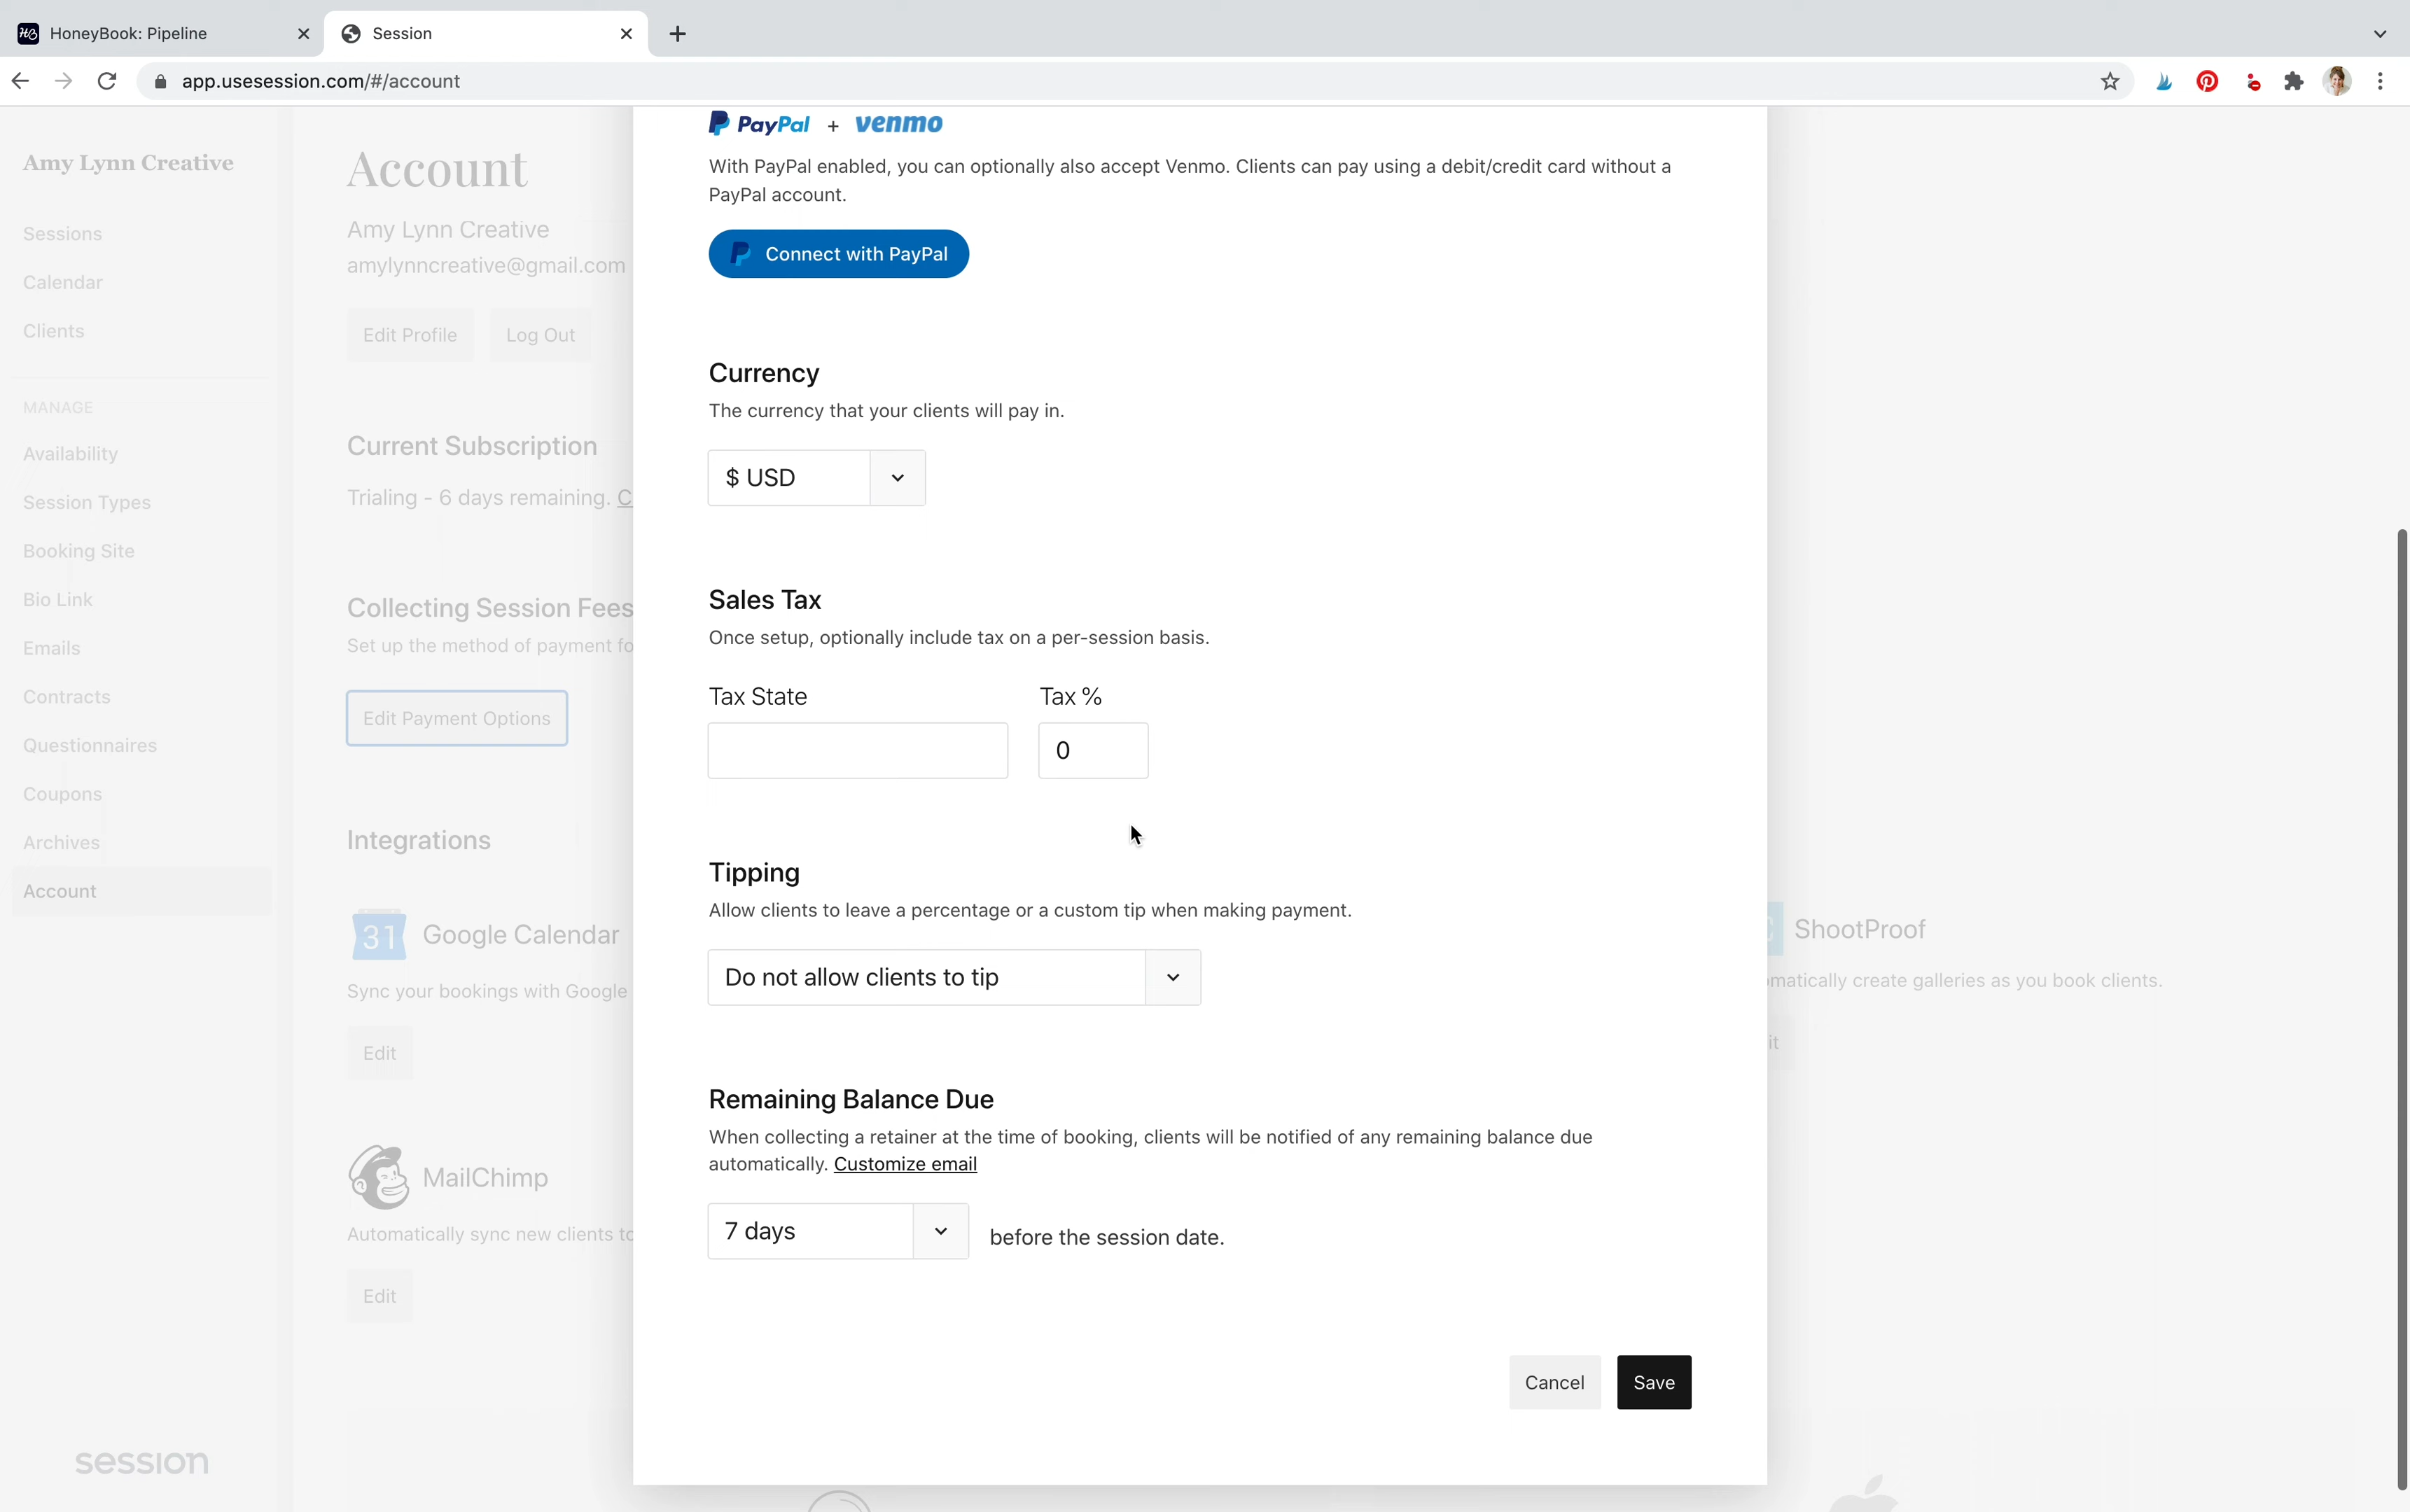 HoneyBook: Pipeline
Session
app.usesession.com/#/account
Amy Lynn Creative
Sessions
Calendar
Clients
MANAGE
Availability
Session Types
Booking Site
Bio Link
Emails
Contracts
Questionnaires
Coupons
Archives
Account
session
Account
Amy Lynn Creative
amylynncreative@gmail.com
Edit Profile
Log Out
Current Subscription
Trialing - 6 days remaining. C
Collecting Session Fees
Set up the method of payment fo
Edit Payment Options
Integrations
31 Google Calendar
Sync your bookings with Google
Edit
MailChimp
Automatically sync new clients to
Edit
PayPal + venmo
With PayPal enabled, you can optionally also accept Venmo. Clients can pay using a debit/credit card without a
PayPal account.
Connect with PayPal
Currency
The currency that your clients will pay in.
$ USD
Sales Tax
Once setup, optionally include tax on a per-session basis.
Tax State
Tax %
0
Tipping
Allow clients to leave a percentage or a custom tip when making payment.
Do not allow clients to tip
Remaining Balance Due
When collecting a retainer at the time of booking, clients will be notified of any remaining balance due
automatically. Customize email
7 days
before the session date.
Cancel
Save
ShootProof
matically create galleries as you book clients.
it